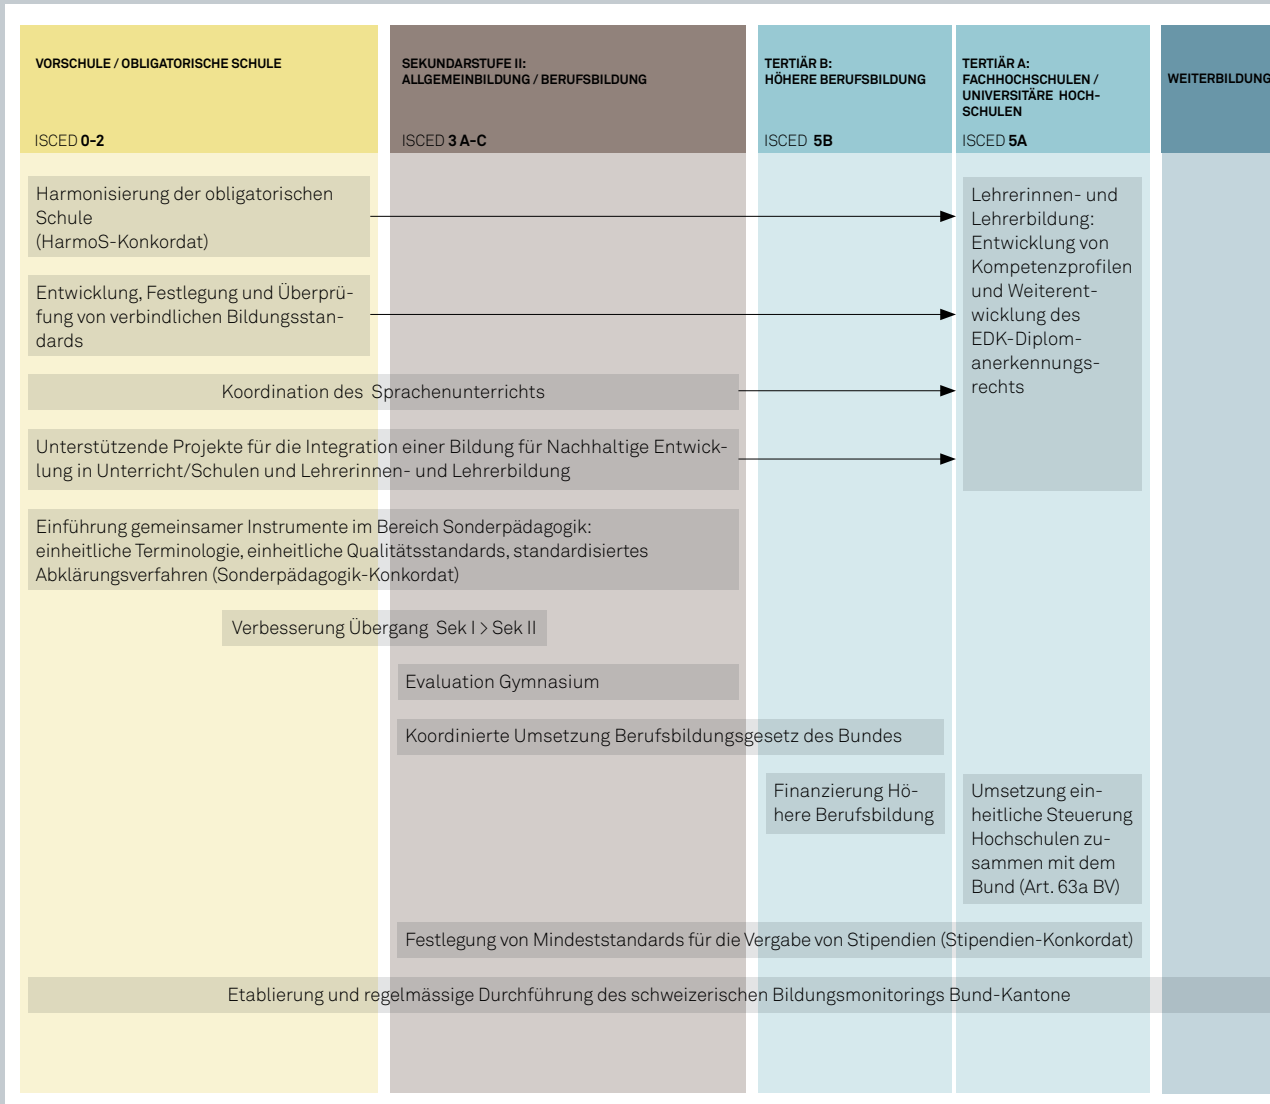 VORSCHULE / OBLIGATORISCHE SCHULE
ISCED 0-2
SEKUNDARSTUFE II:
ALLGEMEINBILDUNG / BERUFSBILDUNG
ISCED 3 A-C
TERTIÄR B:
HÖHERE BERUFSBILDUNG
ISCED 5B
TERTIÄR A:
FACHHOCHSCHULEN /
UNIVERSITÄRE HOCH-
SCHULEN
ISCED 5A
WEITERBILDUNG
Harmonisierung der obligatorischen
Schule
(HarmoS-Konkordat)
Lehrerinnen- und
Lehrerbildung:
Entwicklung von
Kompetenzprofilen
und Weiterent-
wicklung des
EDK-Diplom-
anerkennungs-
rechts
Entwicklung, Festlegung und Überprü-
fung von verbindlichen Bildungsstan-
dards
Koordination des Sprachenunterrichts
Unterstützende Projekte für die Integration einer Bildung für Nachhaltige Entwick-
lung in Unterricht/Schulen und Lehrerinnen- und Lehrerbildung
Einführung gemeinsamer Instrumente im Bereich Sonderpädagogik:
einheitliche Terminologie, einheitliche Qualitätsstandards, standardisiertes
Abklärungsverfahren (Sonderpädagogik-Konkordat)
Verbesserung Übergang Sek I > Sek II
Evaluation Gymnasium
Koordinierte Umsetzung Berufsbildungsgesetz des Bundes
Finanzierung Hö-
here Berufsbildung
Umsetzung ein-
heitliche Steuerung
Hochschulen zu-
sammen mit dem
Bund (Art. 63a BV)
Festlegung von Mindeststandards für die Vergabe von Stipendien (Stipendien-Konkordat)
Etablierung und regelmässige Durchführung des schweizerischen Bildungsmonitorings Bund-Kantone